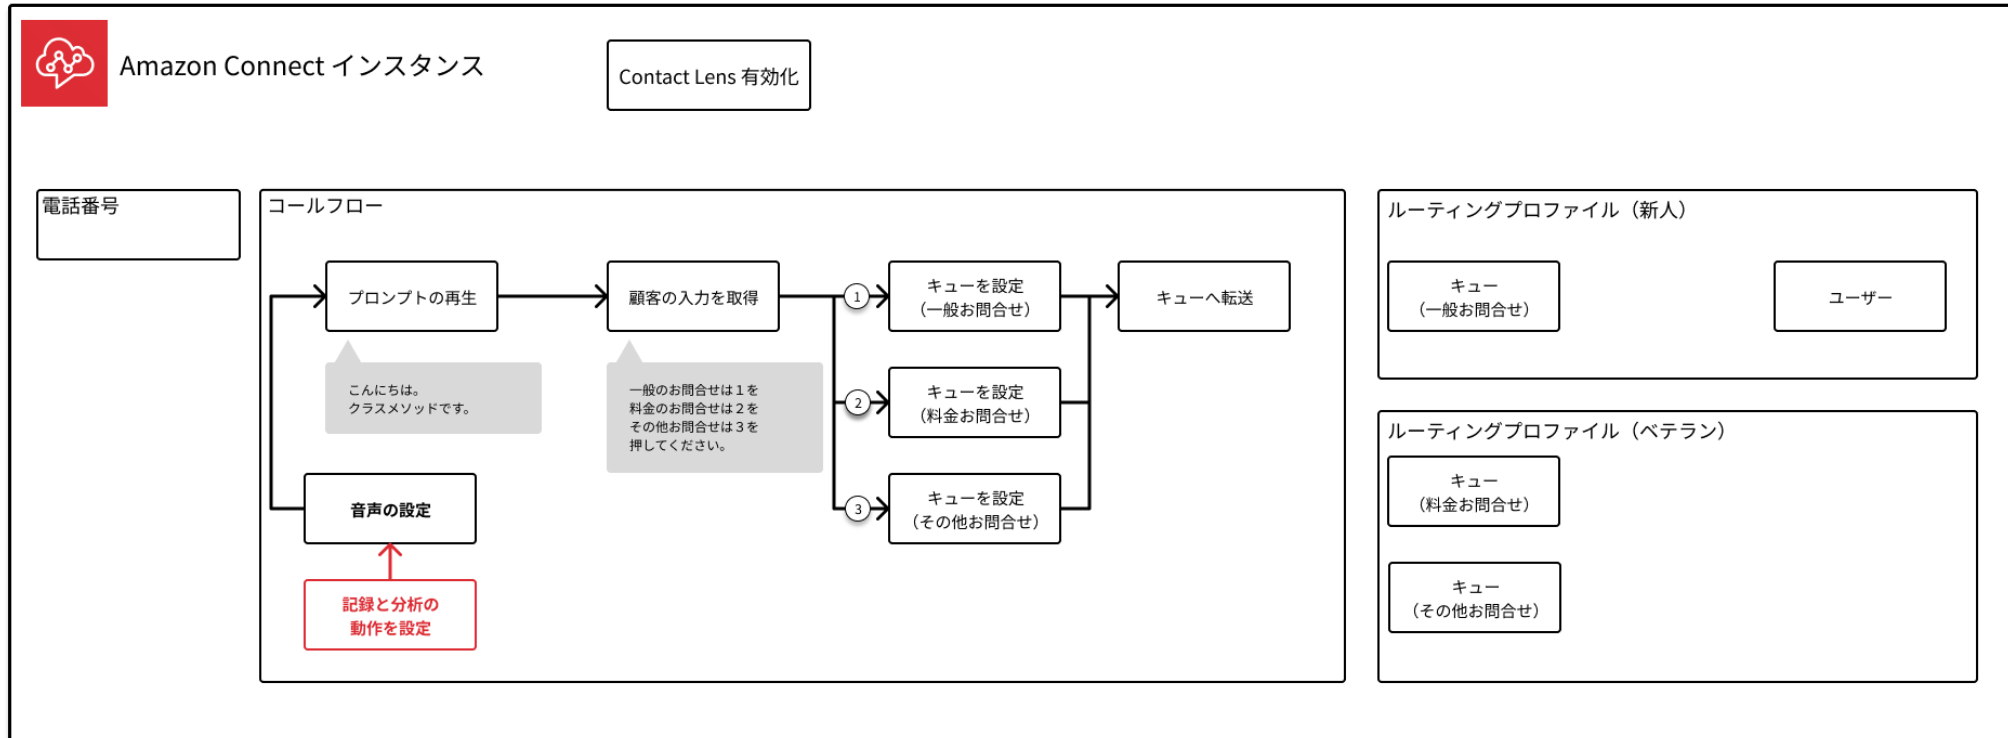 Amazon Connect インスタンス
Contact Lens 有効化
電話番号
コールフロー
プロンプトの再生
こんにちは。
クラスメソッドです。
音声の設定
記録と分析の
動作を設定
顧客の入力を取得
一般のお問合せは１を
料金のお問合せは２を
その他お問合せは３を
押してください。
1
キューを設定
（一般お問合せ）
2
キューを設定
（料金お問合せ）
3
キューを設定
（その他お問合せ）
キューへ転送
ルーティングプロファイル（新人）
キュー
（一般お問合せ）
ユーザー
ルーティングプロファイル（ベテラン）
キュー
（料金お問合せ）
キュー
（その他お問合せ）